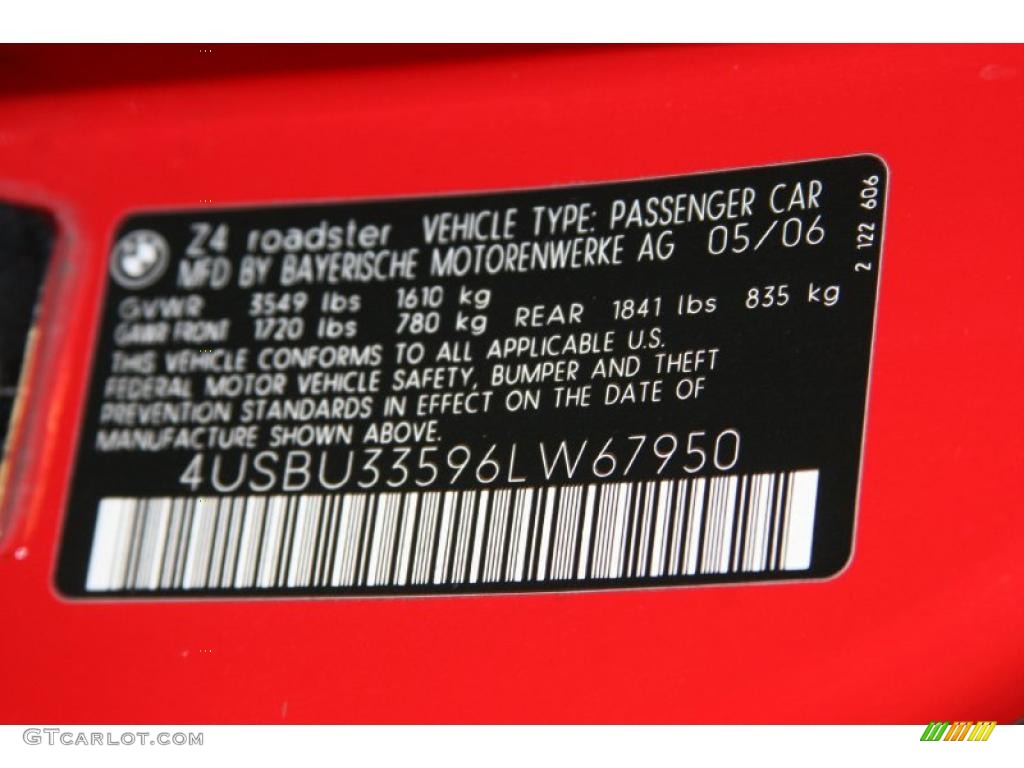 Z4 roadster VEHICLE TYPE: PASSENGER CAR
MFD BY BAYERISCHE MOTORENWERKE AG 05/06
GVWR 3549 lbs 1610 kg
GAWR FRONT 1720 lbs 780 kg REAR 1841 lbs 835 kg
THIS VEHICLE CONFORMS TO ALL APPLICABLE U.S.
FEDERAL MOTOR VEHICLE SAFETY, BUMPER AND THEFT
PREVENTION STANDARDS IN EFFECT ON THE DATE OF
MANUFACTURE SHOWN ABOVE.
4USBU33596LW67950
2 122 606
GTCARLOT.COM